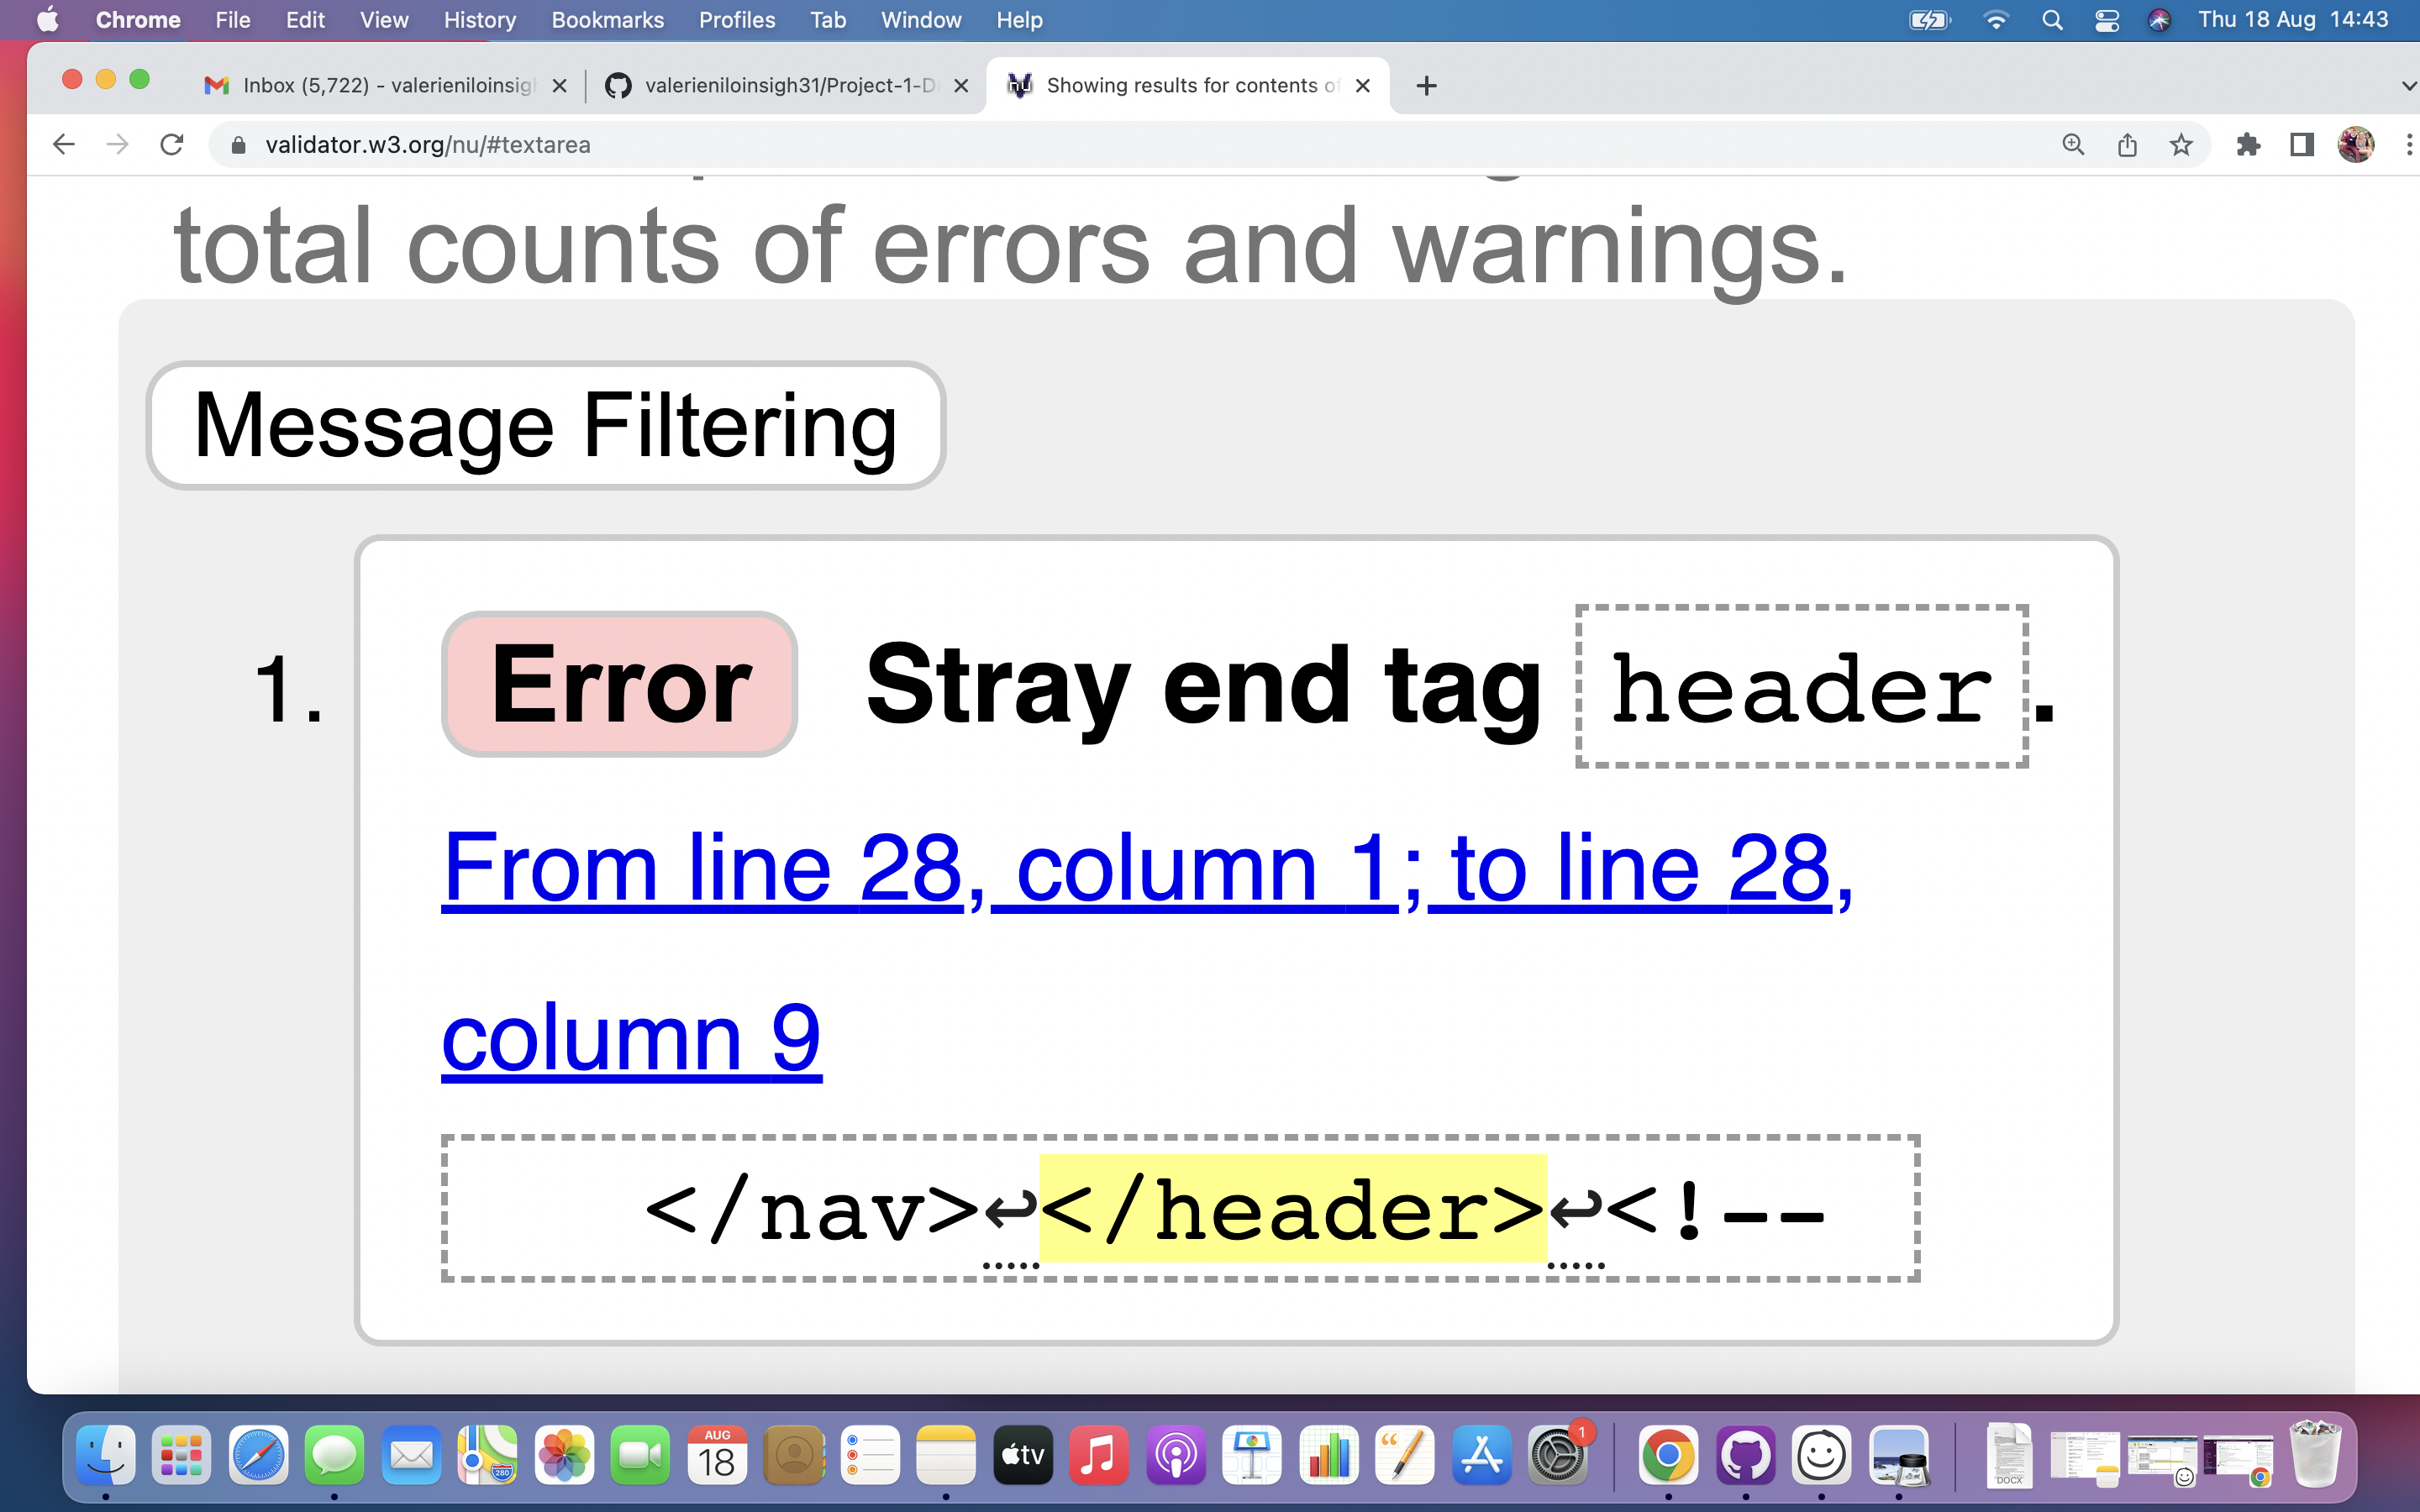 Chrome File Edit View History Bookmarks Profiles Tab Window Help Thu 18 Aug 14:43
Inbox (5,722) - valerieniloinsigh valerieniloinsigh31/Project-1-D Showing results for contents of
validator.w3.org/nu/#textarea
total counts of errors and warnings.
Message Filtering
1. Error Stray end tag header.
From line 28, column 1; to line 28,
column 9
</nav>↩</header>↩<!--
AUG
18
280
tv
1
DOCX